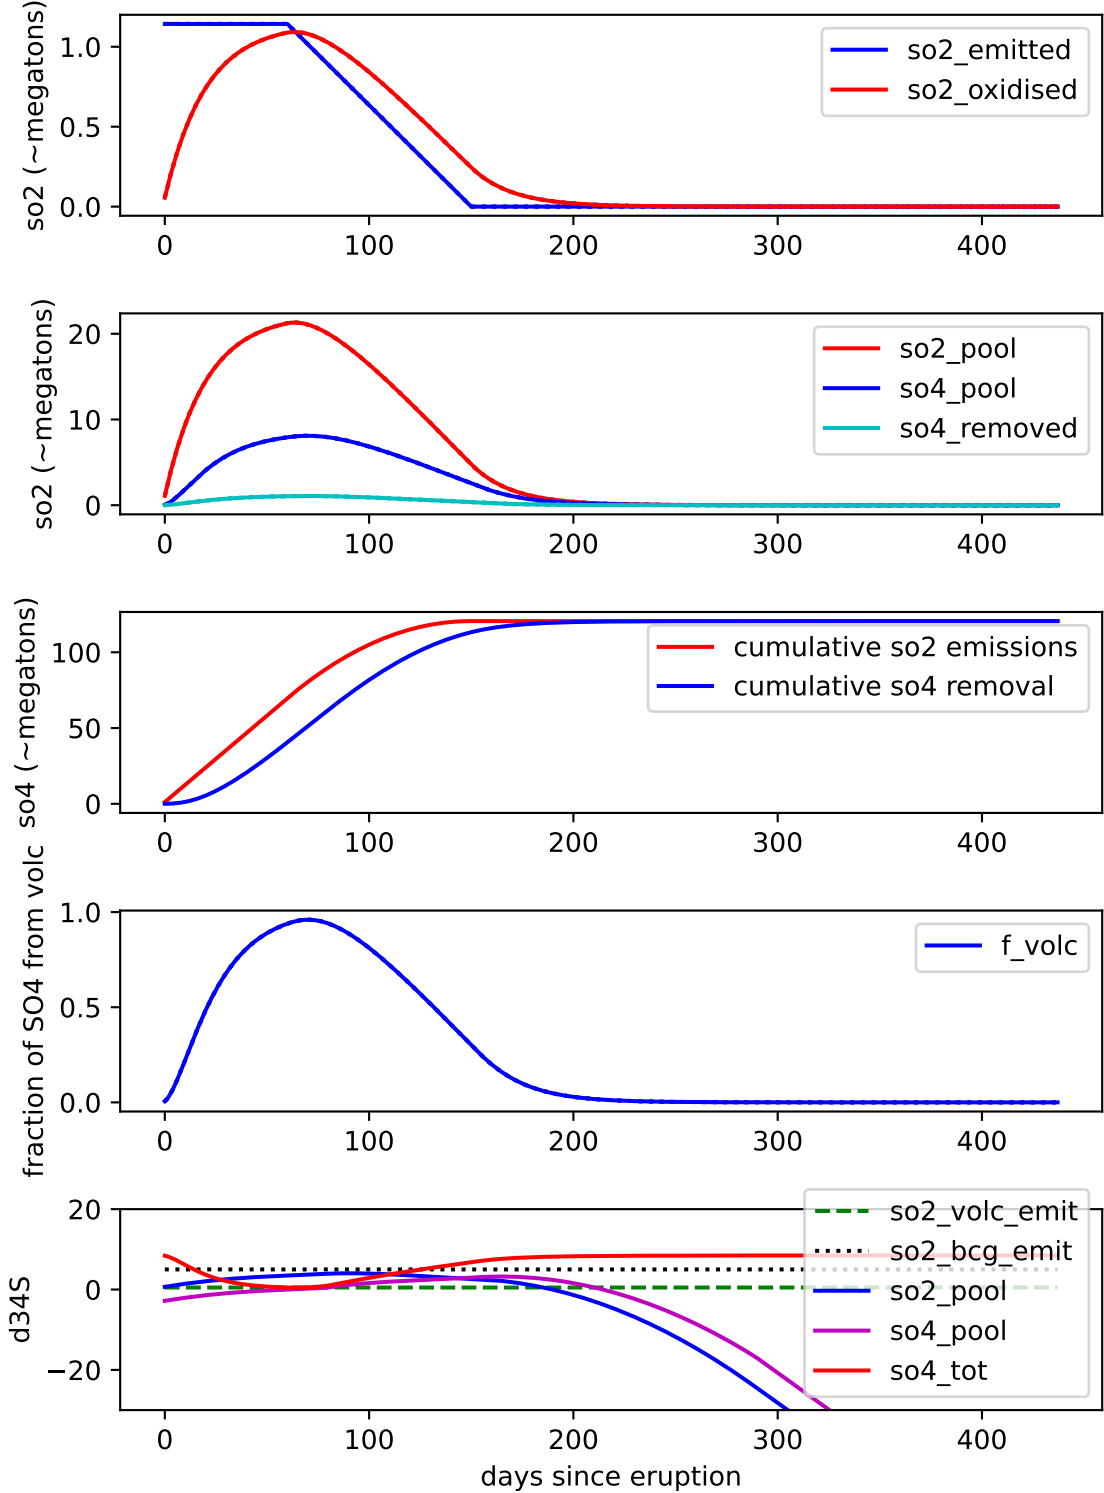 so2 (~megatons)
1.0
0.5
0.0
so2_emitted
so2_oxidised
0 100 200 300 400
so2 (~megatons)
20
10
0
so2_pool
so4_pool
so4_removed
0 100 200 300 400
so4 (~megatons)
100
50
0
cumulative so2 emissions
cumulative so4 removal
0 100 200 300 400
fraction of SO4 from volc
1.0
0.5
0.0
f_volc
0 100 200 300 400
d34S
20
0
−20
so2_volc_emit
so2_bcg_emit
so2_pool
so4_pool
so4_tot
0 100 200 300 400
days since eruption